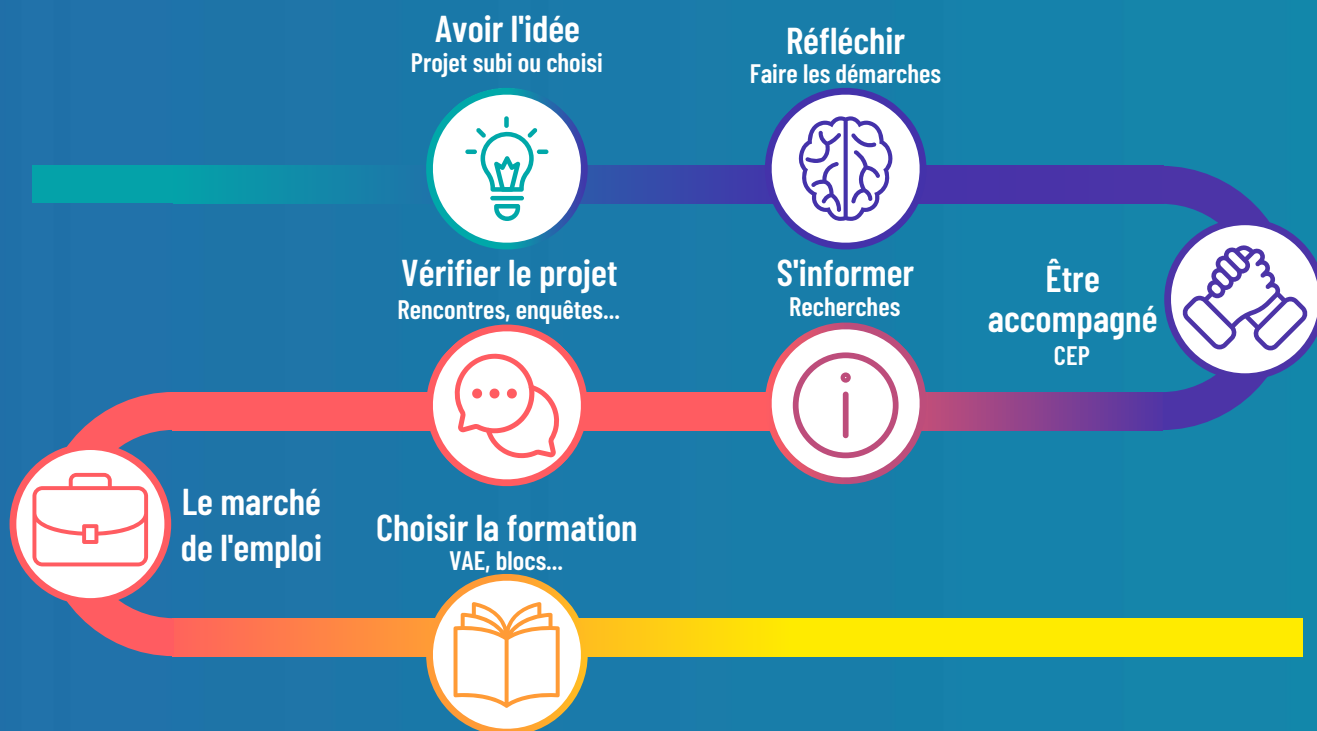 Avoir l'idée
Projet subi ou choisi
Réfléchir
Faire les démarches
Être
accompagné
CEP
S'informer
Recherches
Vérifier le projet
Rencontres, enquêtes...
Le marché
de l'emploi
Choisir la formation
VAE, blocs...